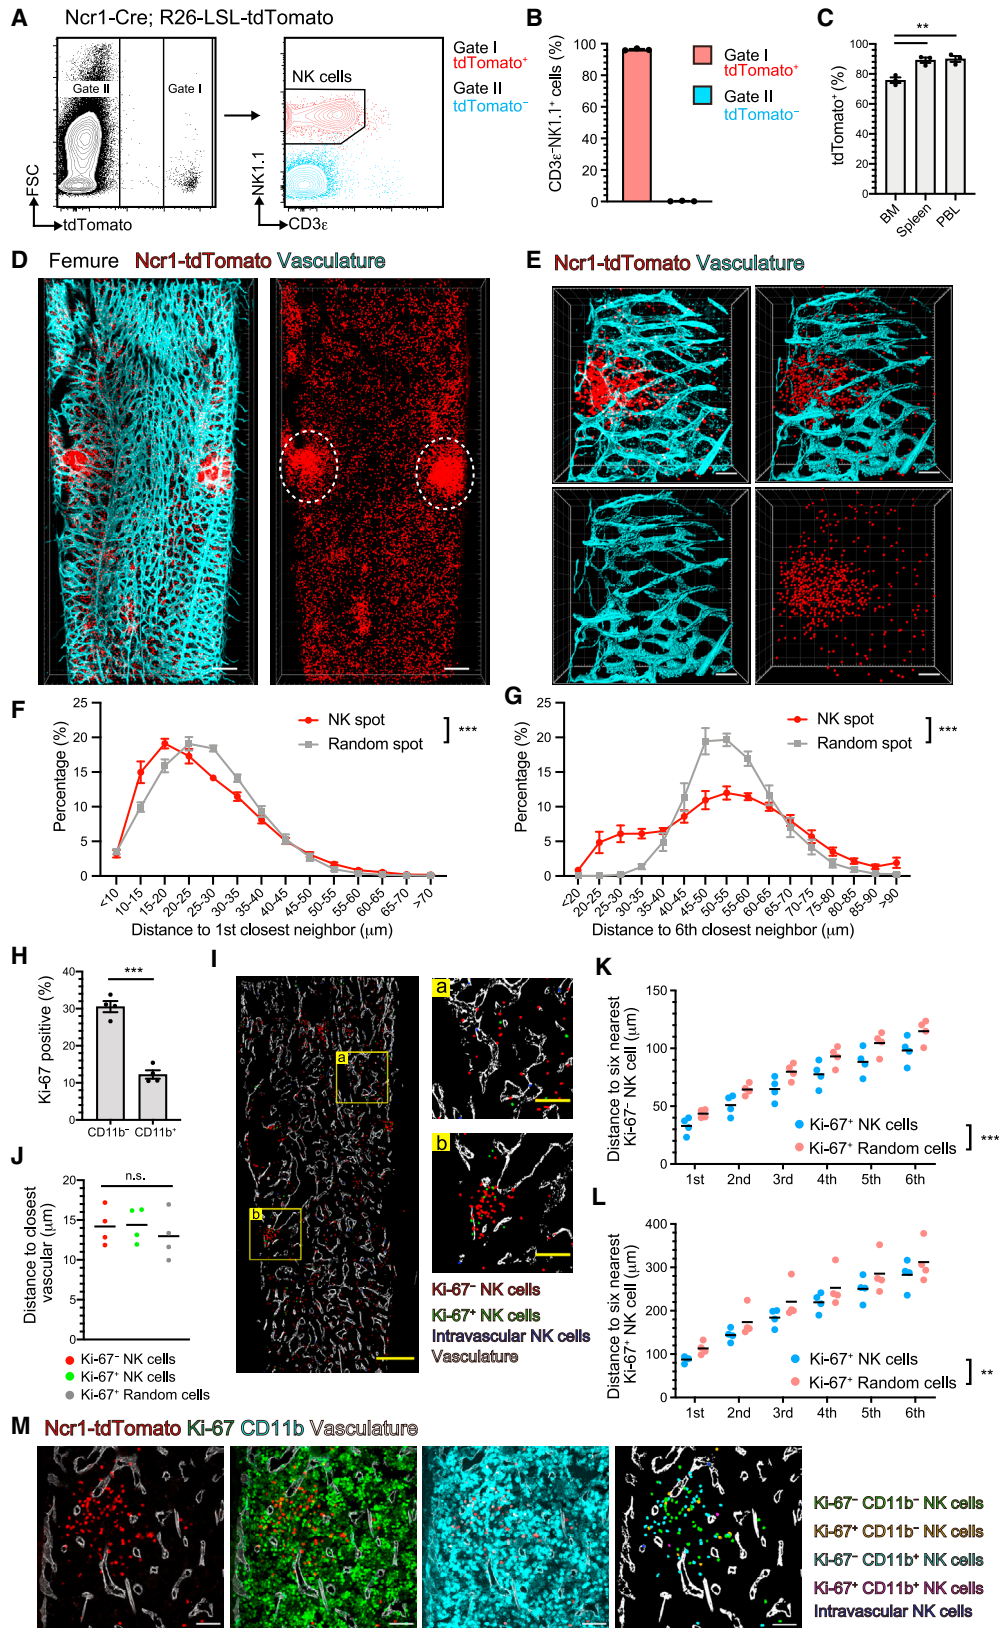 A
Ncr1-Cre; R26-LSL-tdTomato
Gate II
Gate I
FSC
tdTomato
NK cells
NK1.1
CD3ε
Gate I
tdTomato⁺
Gate II
tdTomato⁻
B
CD3ε⁻NK1.1⁺ cells (%)
100
80
60
40
20
0
Gate I
tdTomato⁺
Gate II
tdTomato⁻
C
**
tdTomato⁺ (%)
100
80
60
40
20
0
BM
Spleen
PBL
D
Femure Ncr1-tdTomato Vasculature
E
Ncr1-tdTomato Vasculature
F
Percentage (%)
25
20
15
10
5
0
NK spot
Random spot
***
<10
10-15
15-20
20-25
25-30
30-35
35-40
40-45
45-50
50-55
55-60
60-65
65-70
>70
Distance to 1st closest neighbor (μm)
G
Percentage (%)
25
20
15
10
5
0
NK spot
Random spot
***
<20
20-25
25-30
30-35
35-40
40-45
45-50
50-55
55-60
60-65
65-70
70-75
75-80
80-85
85-90
>90
Distance to 6th closest neighbor (μm)
H
Ki-67 positive (%)
40
30
20
10
0
***
CD11b⁻
CD11b⁺
I
a
b
a
b
Ki-67⁻ NK cells
Ki-67⁺ NK cells
Intravascular NK cells
Vasculature
J
Distance to closest
vascular (μm)
20
15
10
5
0
n.s.
Ki-67⁻ NK cells
Ki-67⁺ NK cells
Ki-67⁺ Random cells
K
Distance to six nearest
Ki-67⁻ NK cell (μm)
150
100
50
0
Ki-67⁺ NK cells
Ki-67⁺ Random cells
***
1st
2nd
3rd
4th
5th
6th
L
Distance to six nearest
Ki-67⁺ NK cell (μm)
400
300
200
100
0
Ki-67⁺ NK cells
Ki-67⁺ Random cells
**
1st
2nd
3rd
4th
5th
6th
M
Ncr1-tdTomato Ki-67 CD11b Vasculature
Ki-67⁻ CD11b⁻ NK cells
Ki-67⁺ CD11b⁻ NK cells
Ki-67⁻ CD11b⁺ NK cells
Ki-67⁺ CD11b⁺ NK cells
Intravascular NK cells